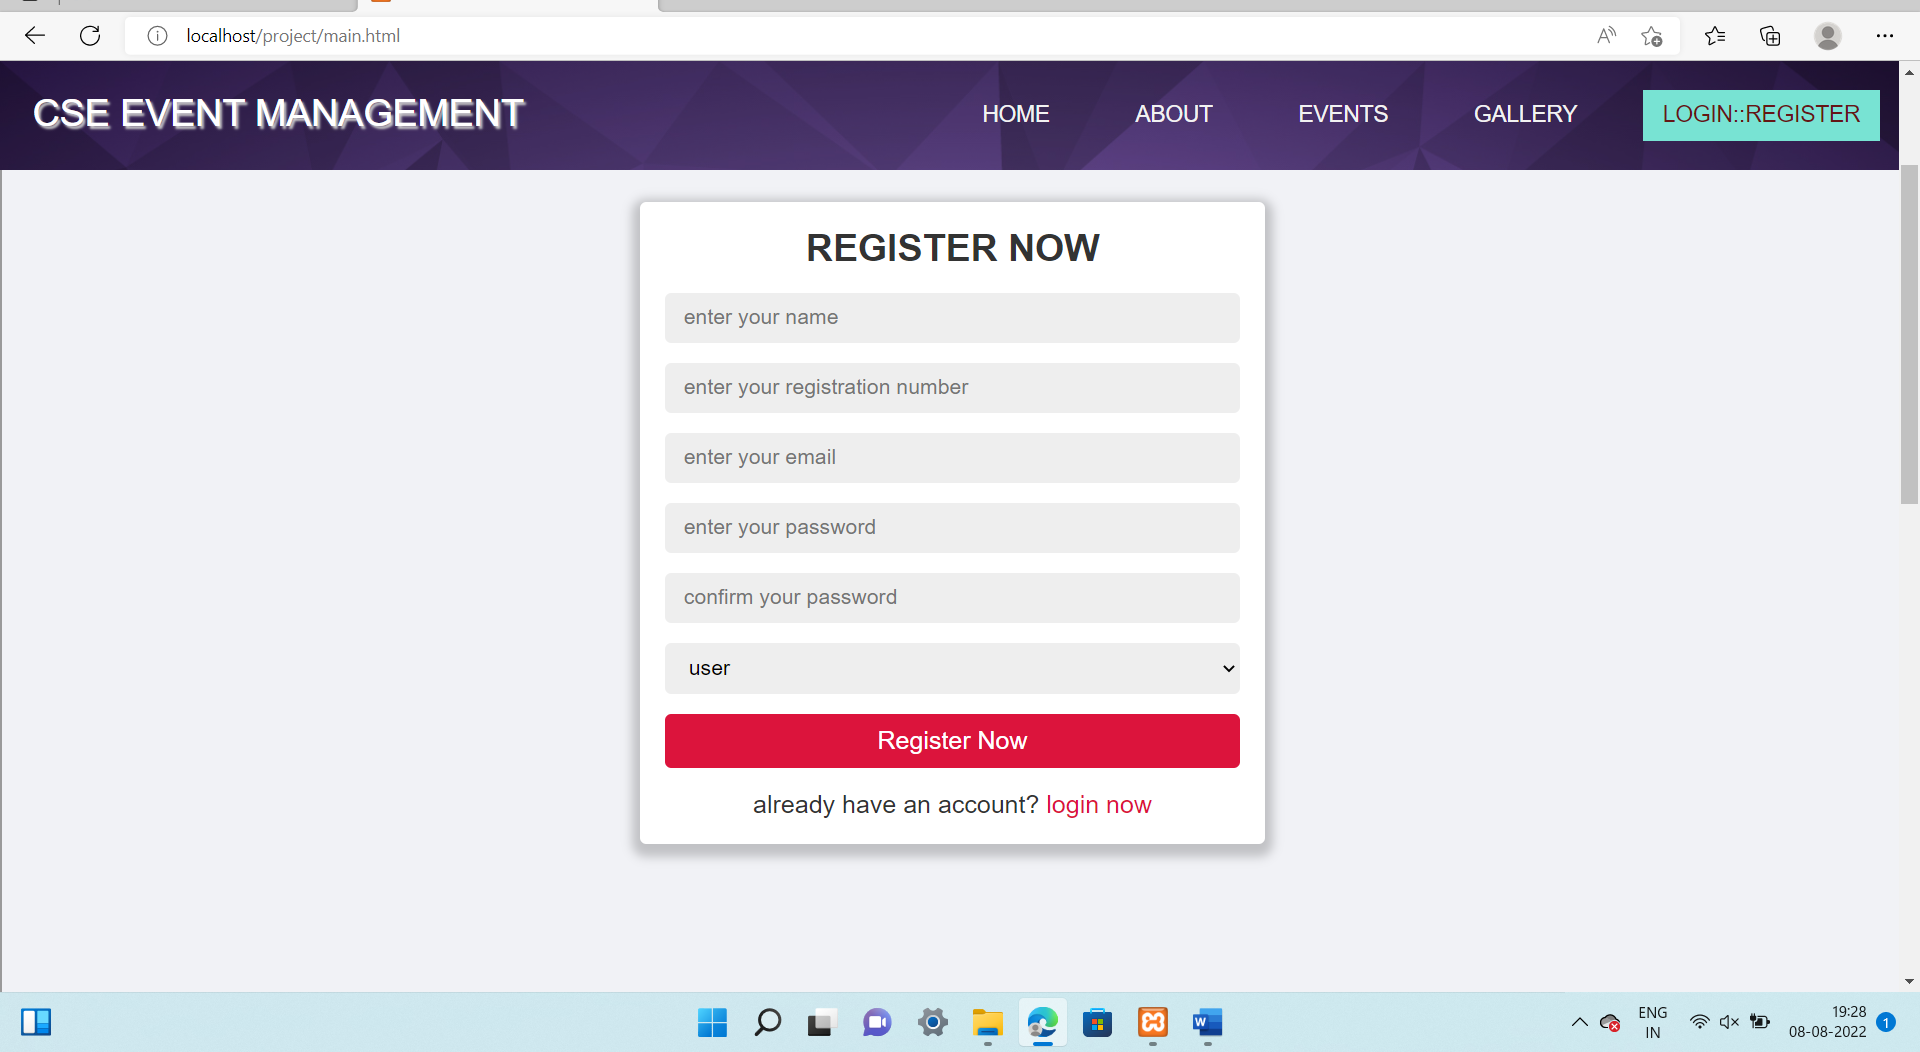 localhost/project/main.html
CSE EVENT MANAGEMENT
HOME
ABOUT
EVENTS
GALLERY
LOGIN::REGISTER
REGISTER NOW
enter your name
enter your registration number
enter your email
enter your password
confirm your password
user
Register Now
already have an account? login now
ENG
IN
19:28
08-08-2022
1